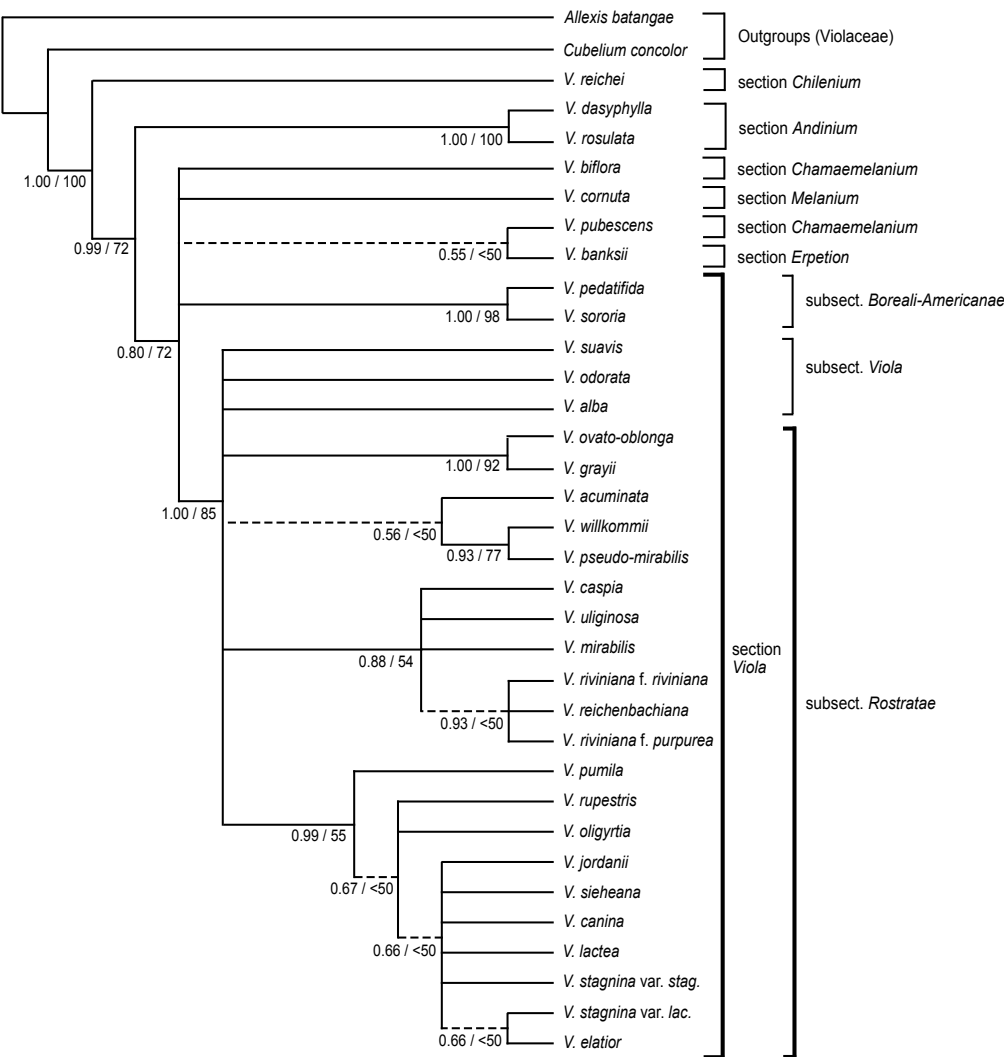 Allexis batangae
Cubelium concolor
Outgroups (Violaceae)
V. reichei
section Chilenium
V. dasyphylla
V. rosulata
section Andinium
1.00 / 100
V. biflora
section Chamaemelanium
1.00 / 100
V. cornuta
section Melanium
V. pubescens
section Chamaemelanium
0.99 / 72
0.55 / <50
V. banksii
section Erpetion
V. pedatifida
subsect. Boreali-Americanae
1.00 / 98
V. sororia
0.80 / 72
V. suavis
subsect. Viola
V. odorata
V. alba
V. ovato-oblonga
1.00 / 92
V. grayii
V. acuminata
1.00 / 85
V. willkommii
0.56 / <50
0.93 / 77
V. pseudo-mirabilis
V. caspia
V. uliginosa
V. mirabilis
section
Viola
0.88 / 54
V. riviniana f. riviniana
subsect. Rostratae
V. reichenbachiana
0.93 / <50
V. riviniana f. purpurea
V. pumila
V. rupestris
0.99 / 55
V. oligyrtia
V. jordanii
0.67 / <50
V. sieheana
V. canina
0.66 / <50
V. lactea
V. stagnina var. stag.
V. stagnina var. lac.
0.66 / <50
V. elatior